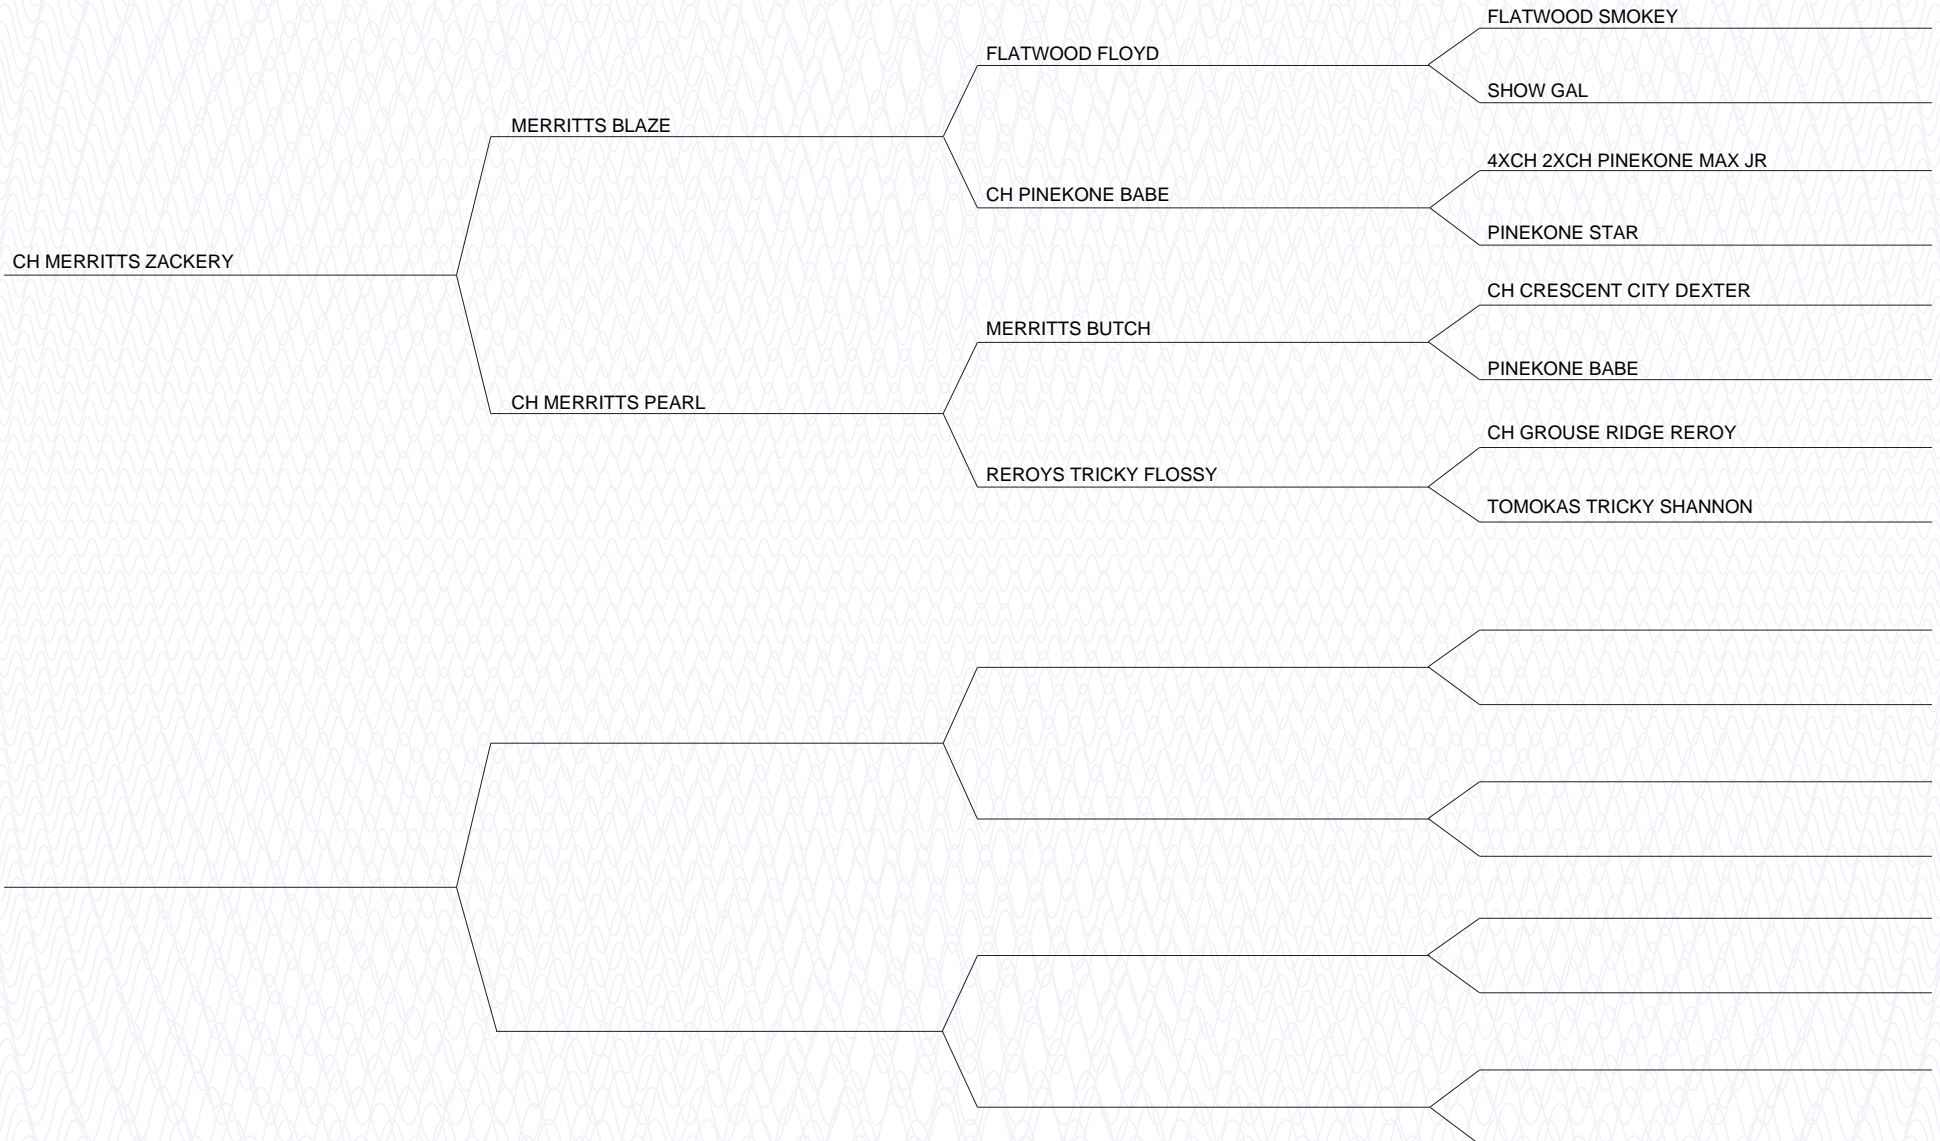 FLATWOOD SMOKEY
FLATWOOD FLOYD
SHOW GAL
MERRITTS BLAZE
4XCH 2XCH PINEKONE MAX JR
CH PINEKONE BABE
PINEKONE STAR
CH MERRITTS ZACKERY
CH CRESCENT CITY DEXTER
MERRITTS BUTCH
PINEKONE BABE
CH MERRITTS PEARL
CH GROUSE RIDGE REROY
REROYS TRICKY FLOSSY
TOMOKAS TRICKY SHANNON